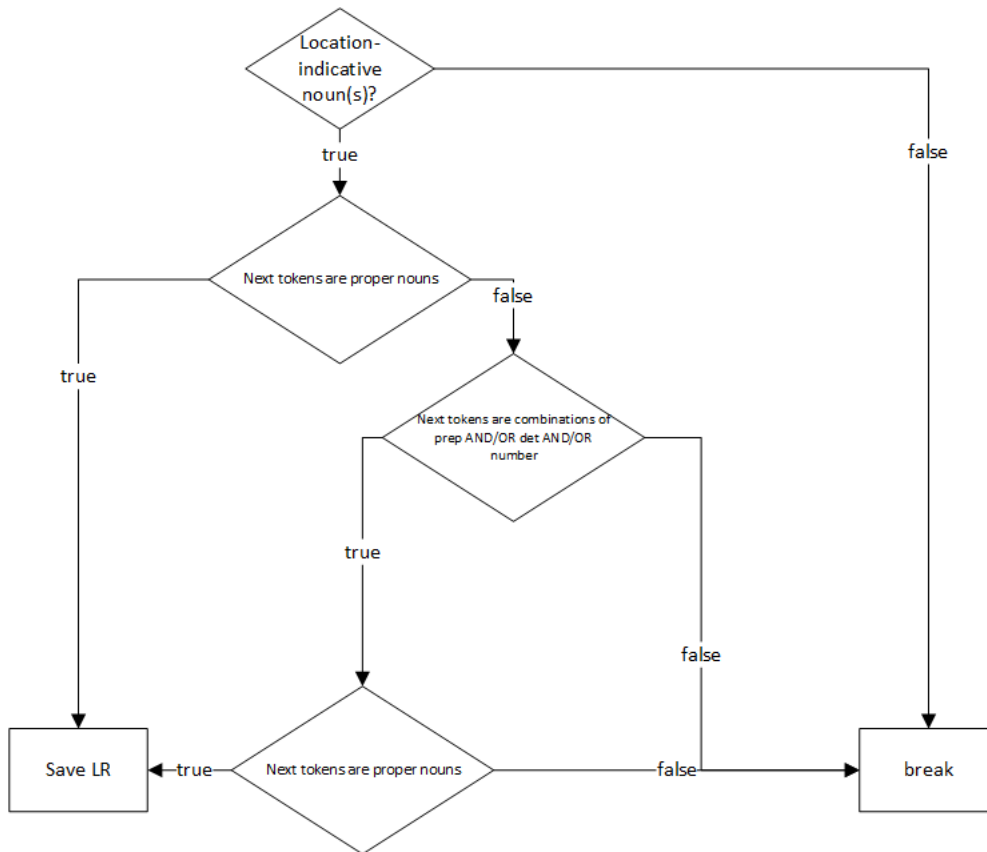 Location-
indicative
noun(s)?
true
false
Next tokens are proper nouns
false
true
Next tokens are combinations of
prep AND/OR det AND/OR
number
true
false
Save LR
true
Next tokens are proper nouns
false
break